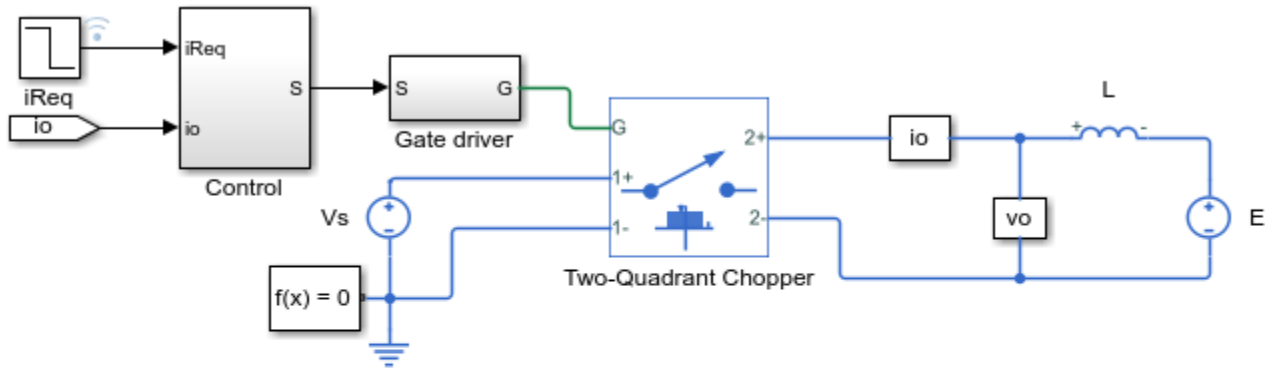 iReq
io
iReq
io
S
Control
S
G
Gate driver
G
1+
1-
2+
2-
Two-Quadrant Chopper
Vs
f(x) = 0
io
vo
L
+
-
E